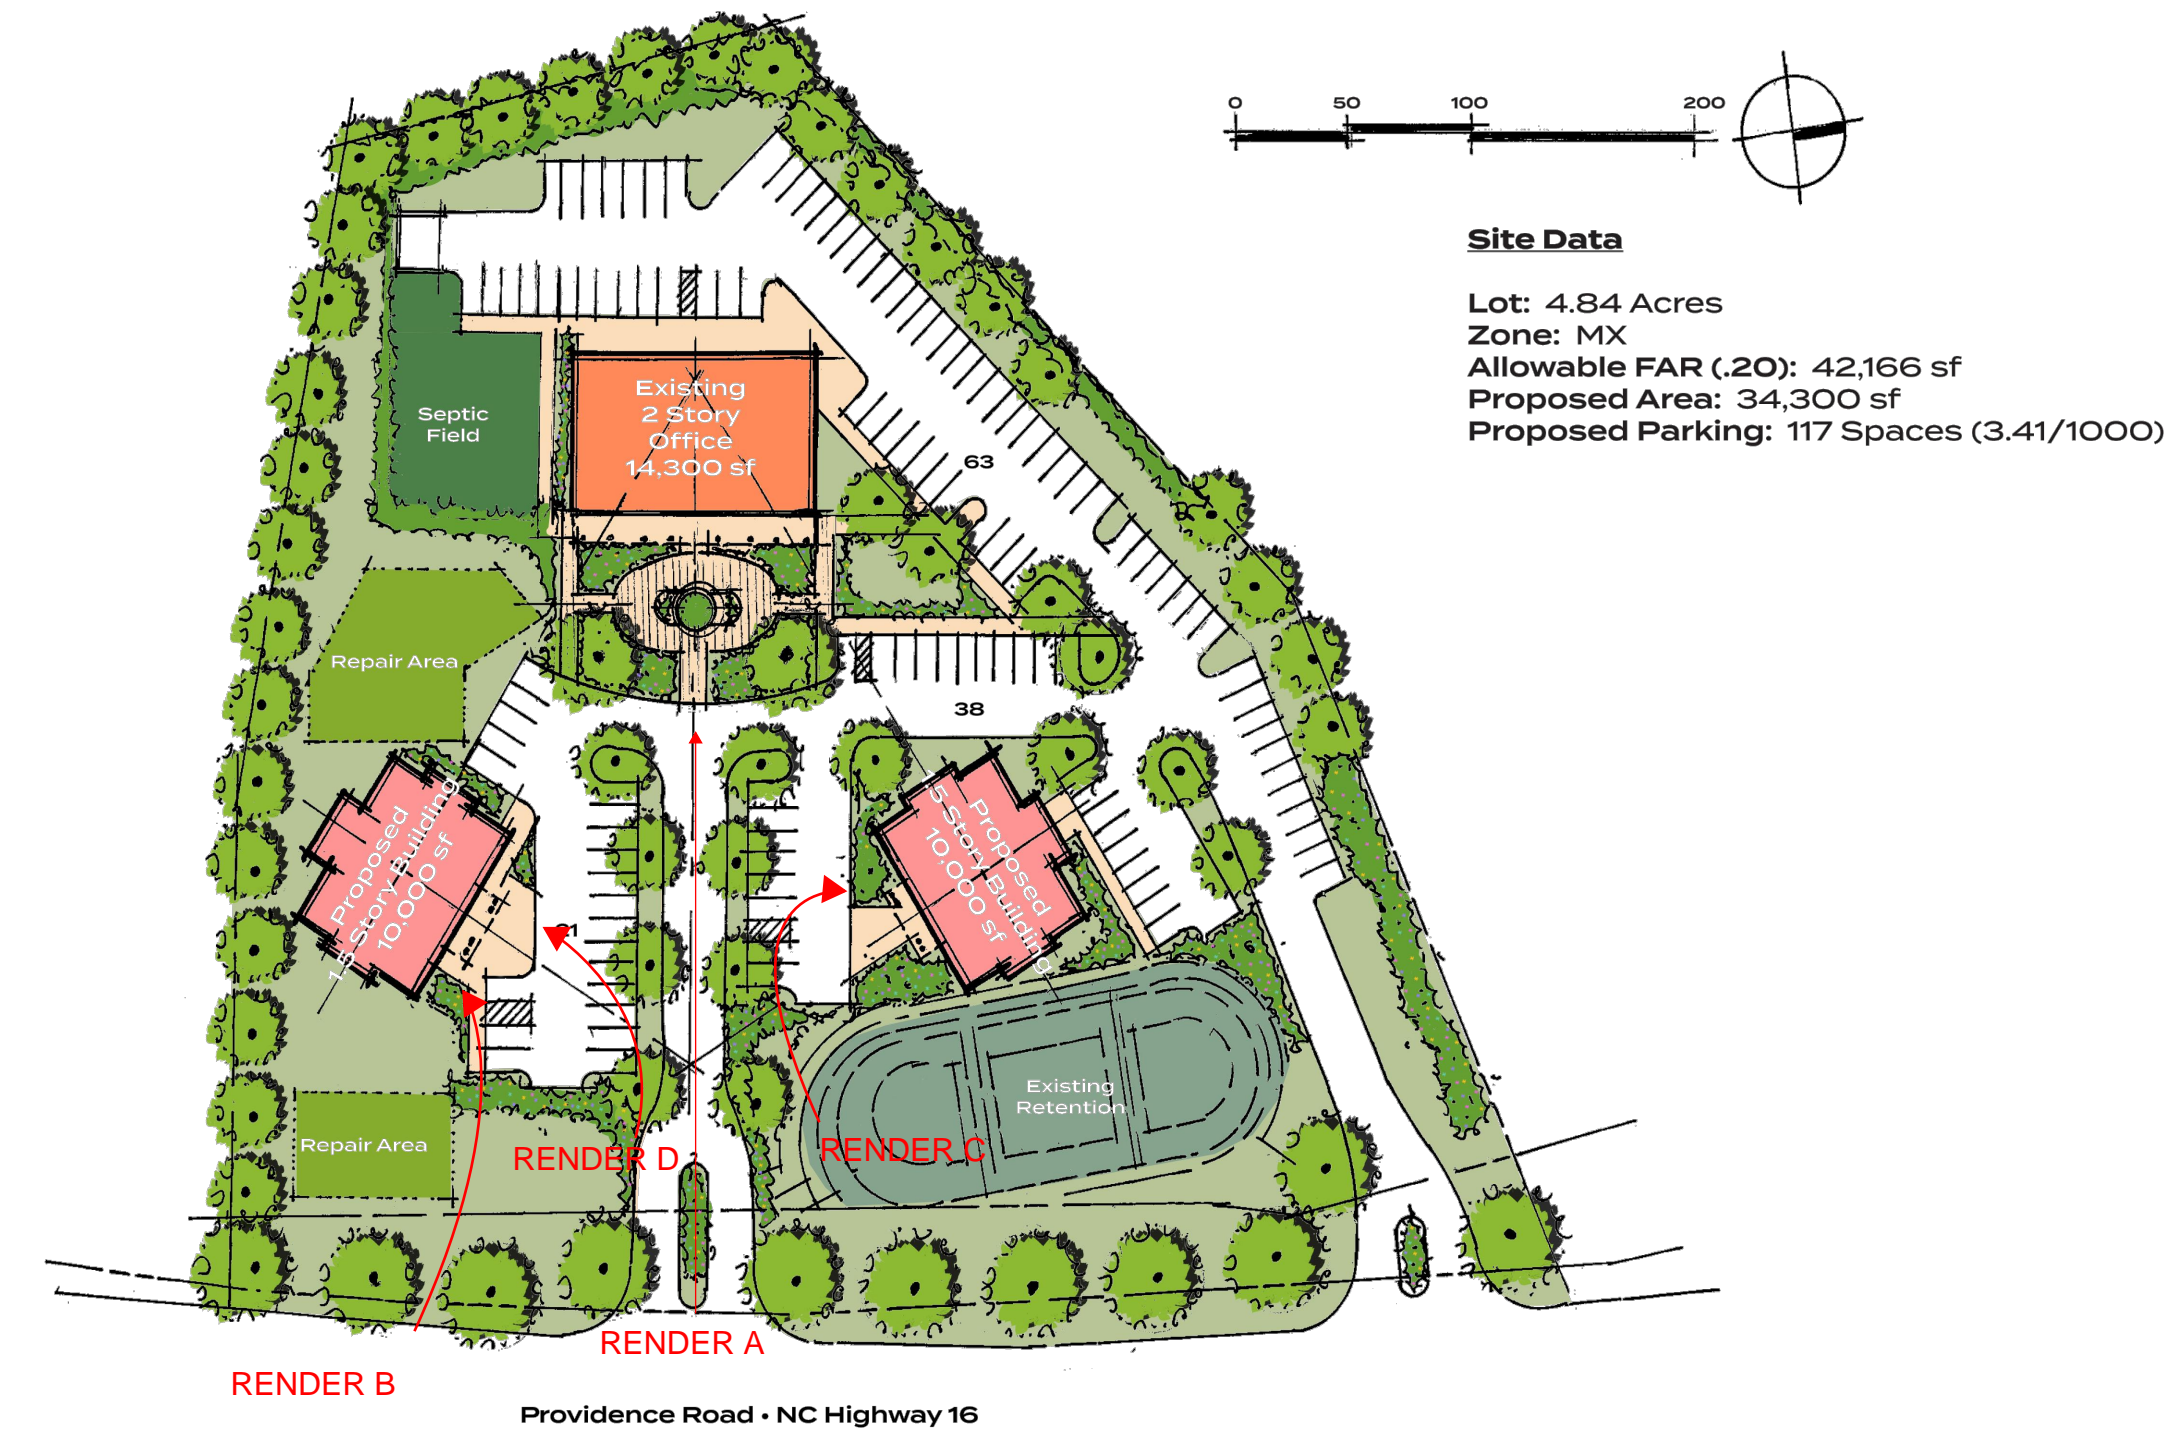 0 50 100 200
Site Data
Lot: 4.84 Acres
Zone: MX
Allowable FAR (.20): 42,166 sf
Proposed Area: 34,300 sf
Proposed Parking: 117 Spaces (3.41/1000)
Existing
2 Story
Office
14,300 sf
Septic
Field
63
Repair Area
38
Proposed
1.5 Story Building
10,000 sf
Proposed
5 Story Building
10,000 sf
21
6
Existing
Retention
Repair Area
RENDER D
RENDER C
RENDER A
RENDER B
Providence Road • NC Highway 16